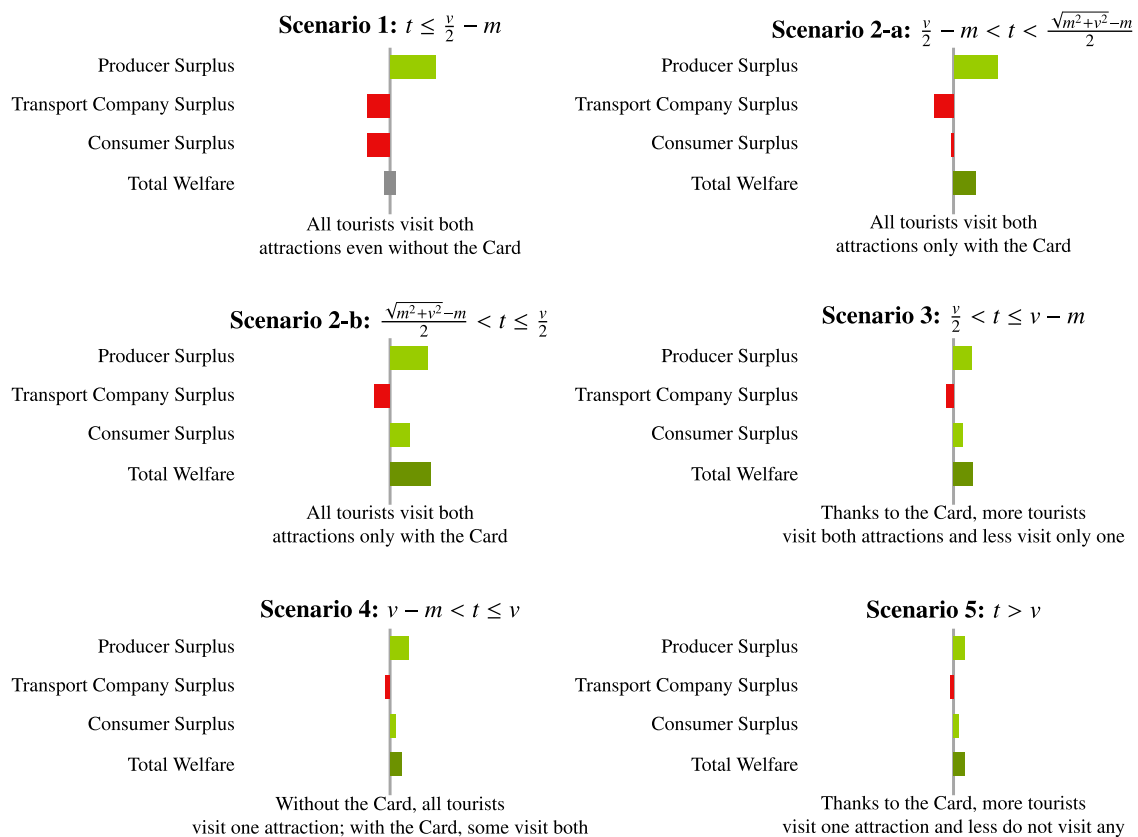 Scenario 1: t ≤ v/2 − m
Producer Surplus
Transport Company Surplus
Consumer Surplus
Total Welfare
All tourists visit both
attractions even without the Card
Scenario 2-a: v/2 − m < t < (√(m²+v²)−m)/2
Producer Surplus
Transport Company Surplus
Consumer Surplus
Total Welfare
All tourists visit both
attractions only with the Card
Scenario 2-b: (√(m²+v²)−m)/2 < t ≤ v/2
Producer Surplus
Transport Company Surplus
Consumer Surplus
Total Welfare
All tourists visit both
attractions only with the Card
Scenario 3: v/2 < t ≤ v − m
Producer Surplus
Transport Company Surplus
Consumer Surplus
Total Welfare
Thanks to the Card, more tourists
visit both attractions and less visit only one
Scenario 4: v − m < t ≤ v
Producer Surplus
Transport Company Surplus
Consumer Surplus
Total Welfare
Without the Card, all tourists
visit one attraction; with the Card, some visit both
Scenario 5: t > v
Producer Surplus
Transport Company Surplus
Consumer Surplus
Total Welfare
Thanks to the Card, more tourists
visit one attraction and less do not visit any